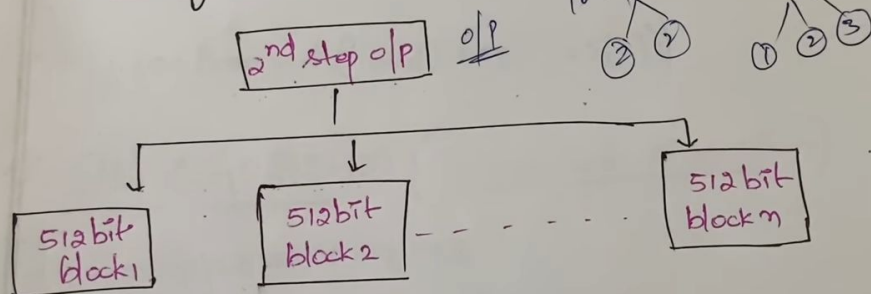 2nd step o/p
o/p
2
2
1
2
3
512bit
block1
512bit
block2
512bit
block n